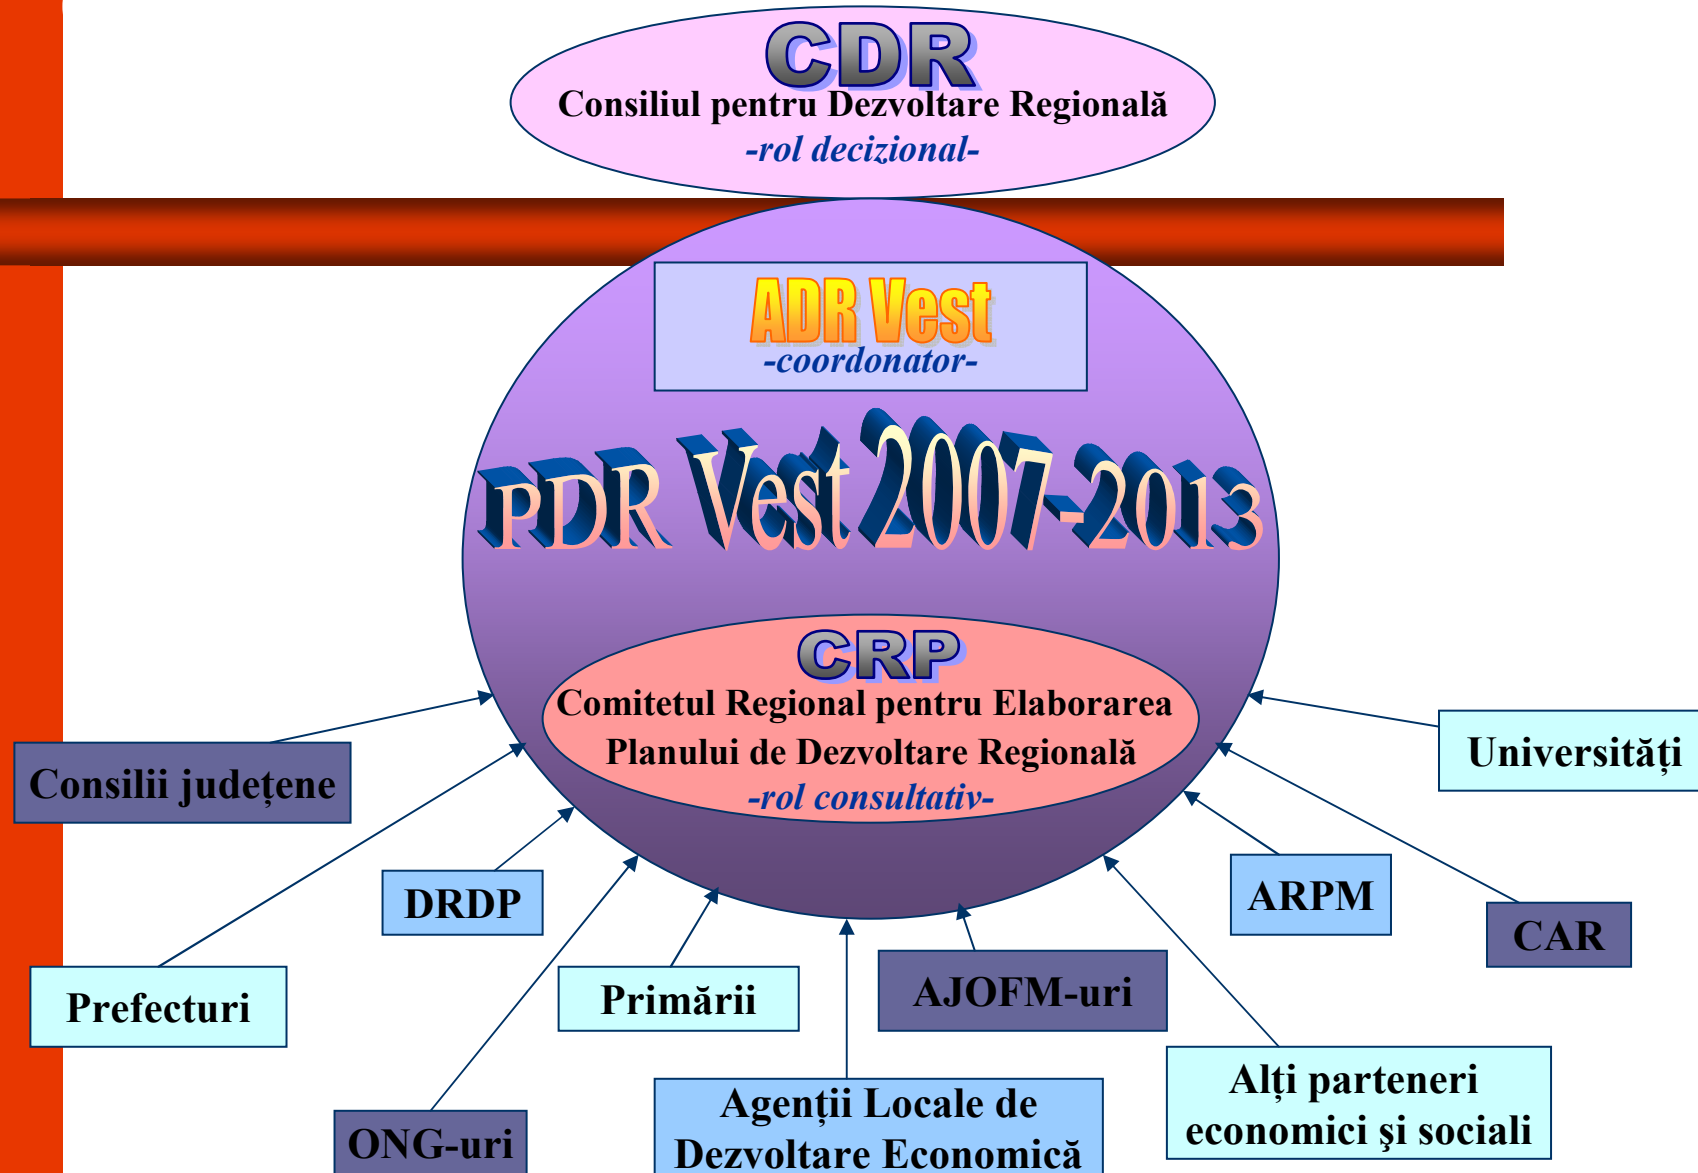 CDR
Consiliul pentru Dezvoltare Regională
-rol decizional-
ADR Vest
-coordonator-
PDR Vest 2007-2013
CRP
Comitetul Regional pentru Elaborarea
Planului de Dezvoltare Regională
-rol consultativ-
Consilii județene
Universități
DRDP
ARPM
CAR
Prefecturi
Primării
AJOFM-uri
ONG-uri
Agenții Locale de
Dezvoltare Economică
Alți parteneri
economici şi sociali